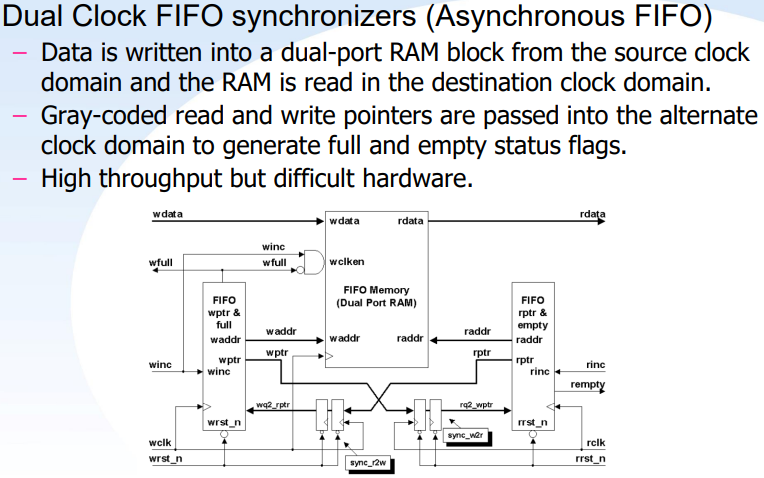 Dual Clock FIFO synchronizers (Asynchronous FIFO)
– Data is written into a dual-port RAM block from the source clock
domain and the RAM is read in the destination clock domain.
– Gray-coded read and write pointers are passed into the alternate
clock domain to generate full and empty status flags.
– High throughput but difficult hardware.
wdata
wdata
rdata
rdata
winc
wfull
wfull
wclken
FIFO Memory
(Dual Port RAM)
FIFO
wptr &
full
FIFO
rptr &
empty
waddr
waddr
waddr
raddr
raddr
raddr
wptr
wptr
rptr
rptr
winc
winc
rinc
rinc
rempty
wq2_rptr
rq2_wptr
wrst_n
rrst_n
sync_w2r
wclk
rclk
wrst_n
sync_r2w
rrst_n